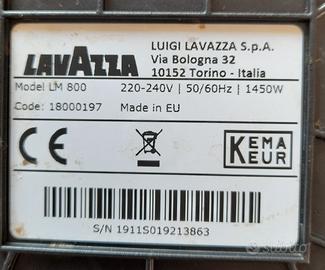 LAVAZZA
LUIGI LAVAZZA S.p.A.
Via Bologna 32
10152 Torino - Italia
Model LM 800 220-240V | 50/60Hz | 1450W
Code: 18000197 Made in EU
CE
KEMA
KEUR
S/N 1911S019213863
subito